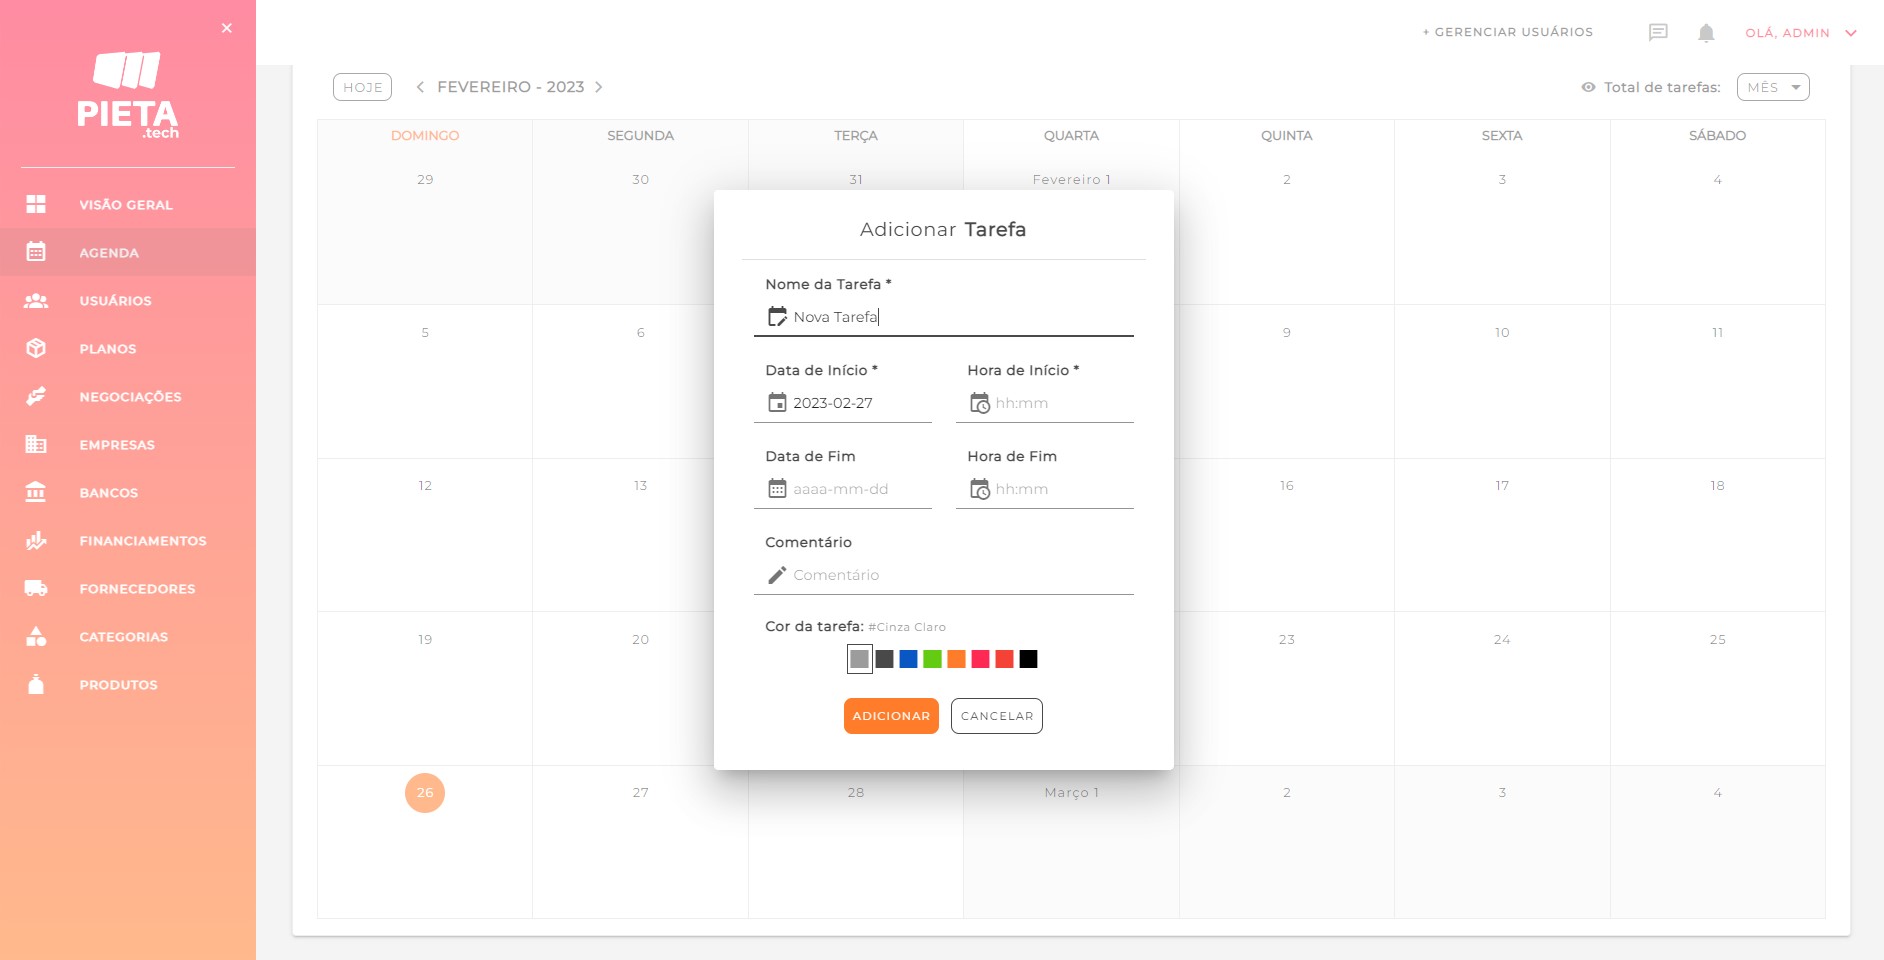 PIETA
.tech
VISÃO GERAL
AGENDA
USUÁRIOS
PLANOS
NEGOCIAÇÕES
EMPRESAS
BANCOS
FINANCIAMENTOS
FORNECEDORES
CATEGORIAS
PRODUTOS
+ GERENCIAR USUÁRIOS OLÁ, ADMIN
HOJE FEVEREIRO - 2023 Total de tarefas: MÊS
DOMINGO SEGUNDA TERÇA QUARTA QUINTA SEXTA SÁBADO
29 30 31 Fevereiro 1 2 3 4
5 6 9 10 11
12 13 16 17 18
19 20 23 24 25
26 27 28 Março 1 2 3 4
Adicionar Tarefa
Nome da Tarefa *
Nova Tarefa
Data de Início * Hora de Início *
2023-02-27 hh:mm
Data de Fim Hora de Fim
aaaa-mm-dd hh:mm
Comentário
Comentário
Cor da tarefa: #Cinza Claro
ADICIONAR CANCELAR